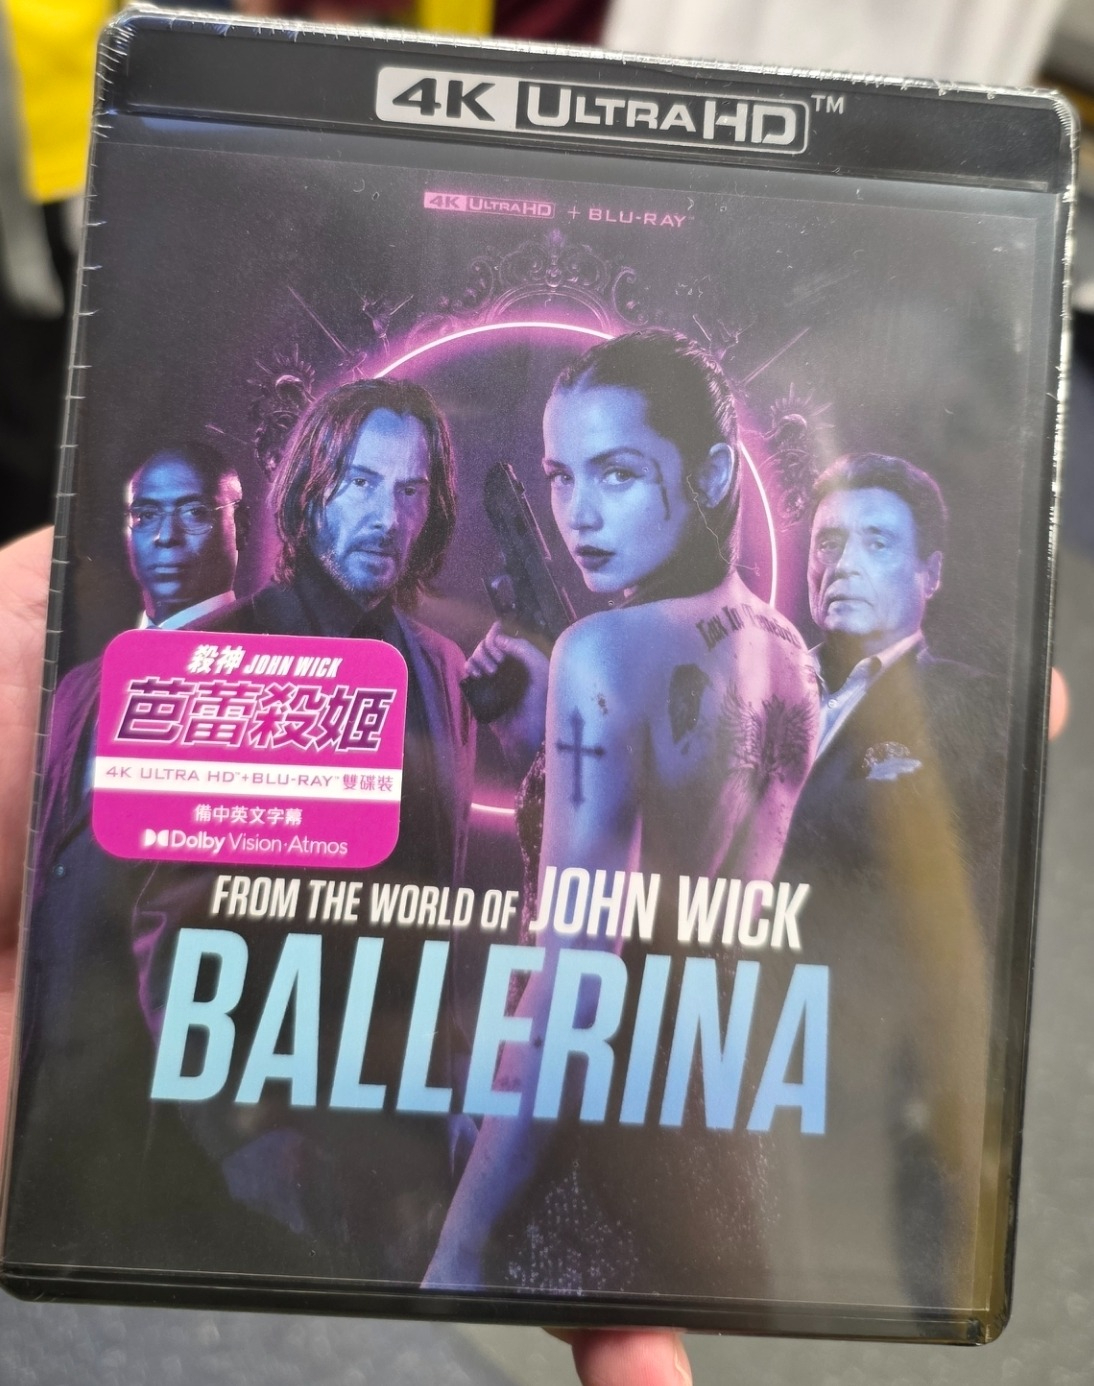 4K ULTRA HD™
4K ULTRA HD + BLU-RAY™
殺神 JOHN WICK
芭蕾殺姬
4K ULTRA HD™+BLU-RAY™雙碟裝
備中英文字幕
Dolby Vision·Atmos
FROM THE WORLD OF JOHN WICK
BALLERINA